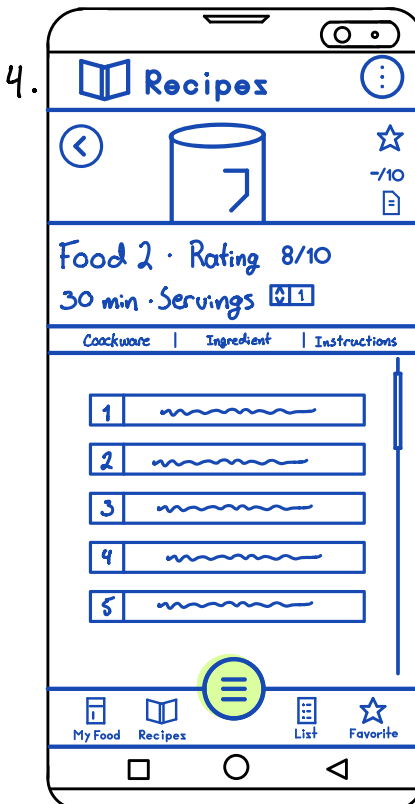 4.
Recipes
-/10
Food 2 · Rating 8/10
30 min · Servings 1
Coockware | Ingredient | Instructions
1
2
3
4
5
My Food Recipes List Favorite